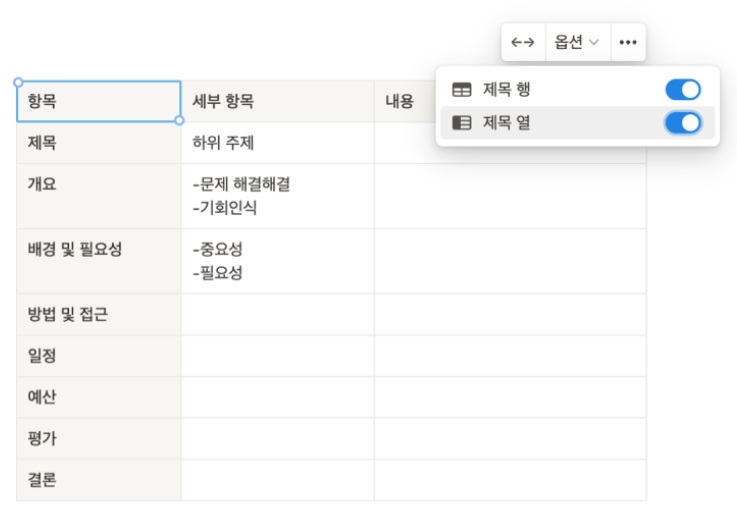 옵션
제목 행
제목 열
항목 세부 항목 내용
제목 하위 주제
개요 -문제 해결해결
-기회인식
배경 및 필요성 -중요성
-필요성
방법 및 접근
일정
예산
평가
결론